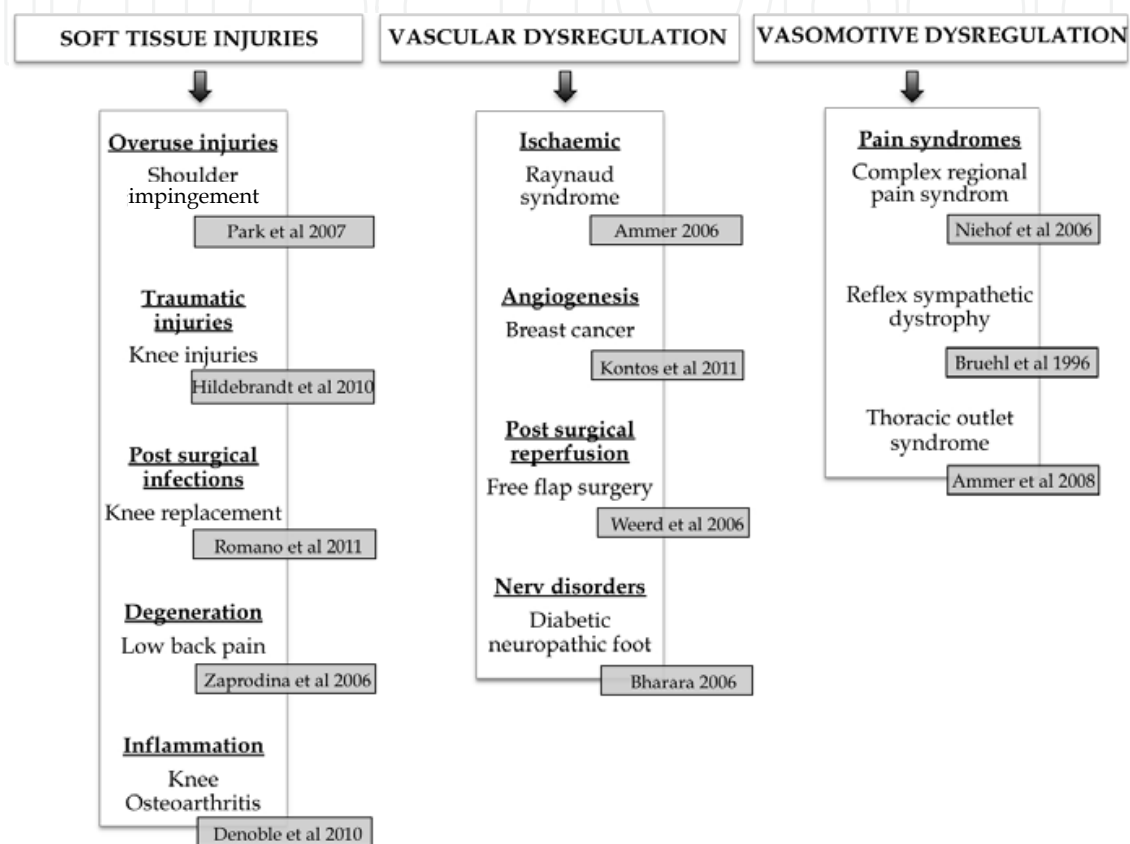 SOFT TISSUE INJURIES
Overuse injuries
Shoulder
impingement
Park et al 2007
Traumatic
injuries
Knee injuries
Hildebrandt et al 2010
Post surgical
infections
Knee replacement
Romano et al 2011
Degeneration
Low back pain
Zaprodina et al 2006
Inflammation
Knee
Osteoarthritis
Denoble et al 2010
VASCULAR DYSREGULATION
Ischaemic
Raynaud
syndrome
Ammer 2006
Angiogenesis
Breast cancer
Kontos et al 2011
Post surgical
reperfusion
Free flap surgery
Weerd et al 2006
Nerv disorders
Diabetic
neuropathic foot
Bharara 2006
VASOMOTIVE DYSREGULATION
Pain syndromes
Complex regional
pain syndrom
Niehof et al 2006
Reflex sympathetic
dystrophy
Bruehl et al 1996
Thoracic outlet
syndrome
Ammer et al 2008